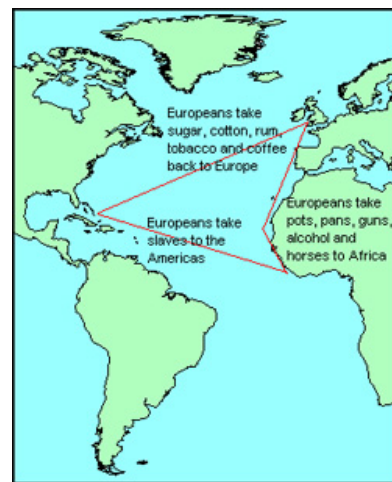 Europeans take
sugar, cotton, rum,
tobacco and coffee
back to Europe
Europeans take
slaves to the
Americas
Europeans take
pots, pans, guns,
alcohol and
horses to Africa